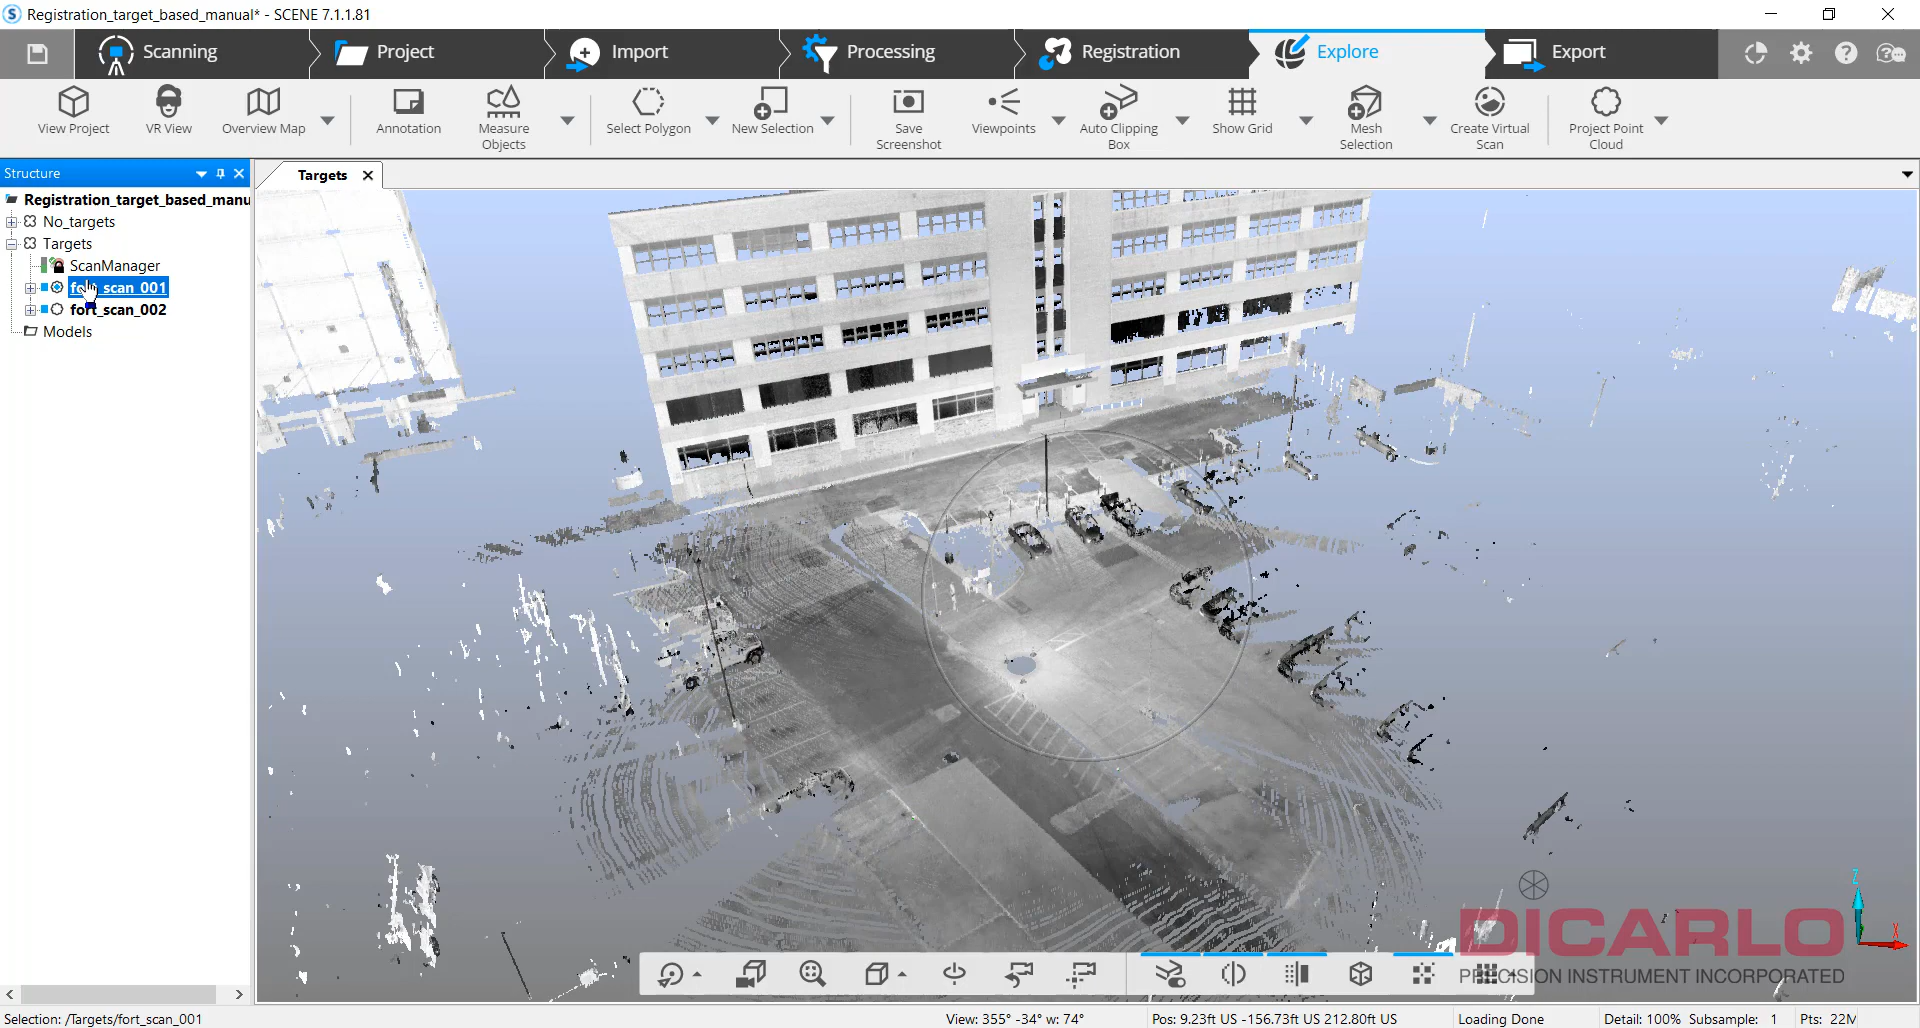 Registration_target_based_manual* - SCENE 7.1.1.81
Scanning
Project
Import
Processing
Registration
Explore
Export
View Project
VR View
Overview Map
Annotation
Measure
Objects
Select Polygon
New Selection
Save
Screenshot
Viewpoints
Auto Clipping
Box
Show Grid
Mesh
Selection
Create Virtual
Scan
Project Point
Cloud
Structure
Targets
Registration_target_based_manu
No_targets
Targets
ScanManager
fort_scan_001
fort_scan_002
Models
Z
X
DICARLO
PRECISION INSTRUMENT INCORPORATED
Selection: /Targets/fort_scan_001
View: 355° -34° w: 74°
Pos: 9.23ft US -156.73ft US 212.80ft US
Loading Done
Detail: 100% Subsample: 1
Pts: 22M